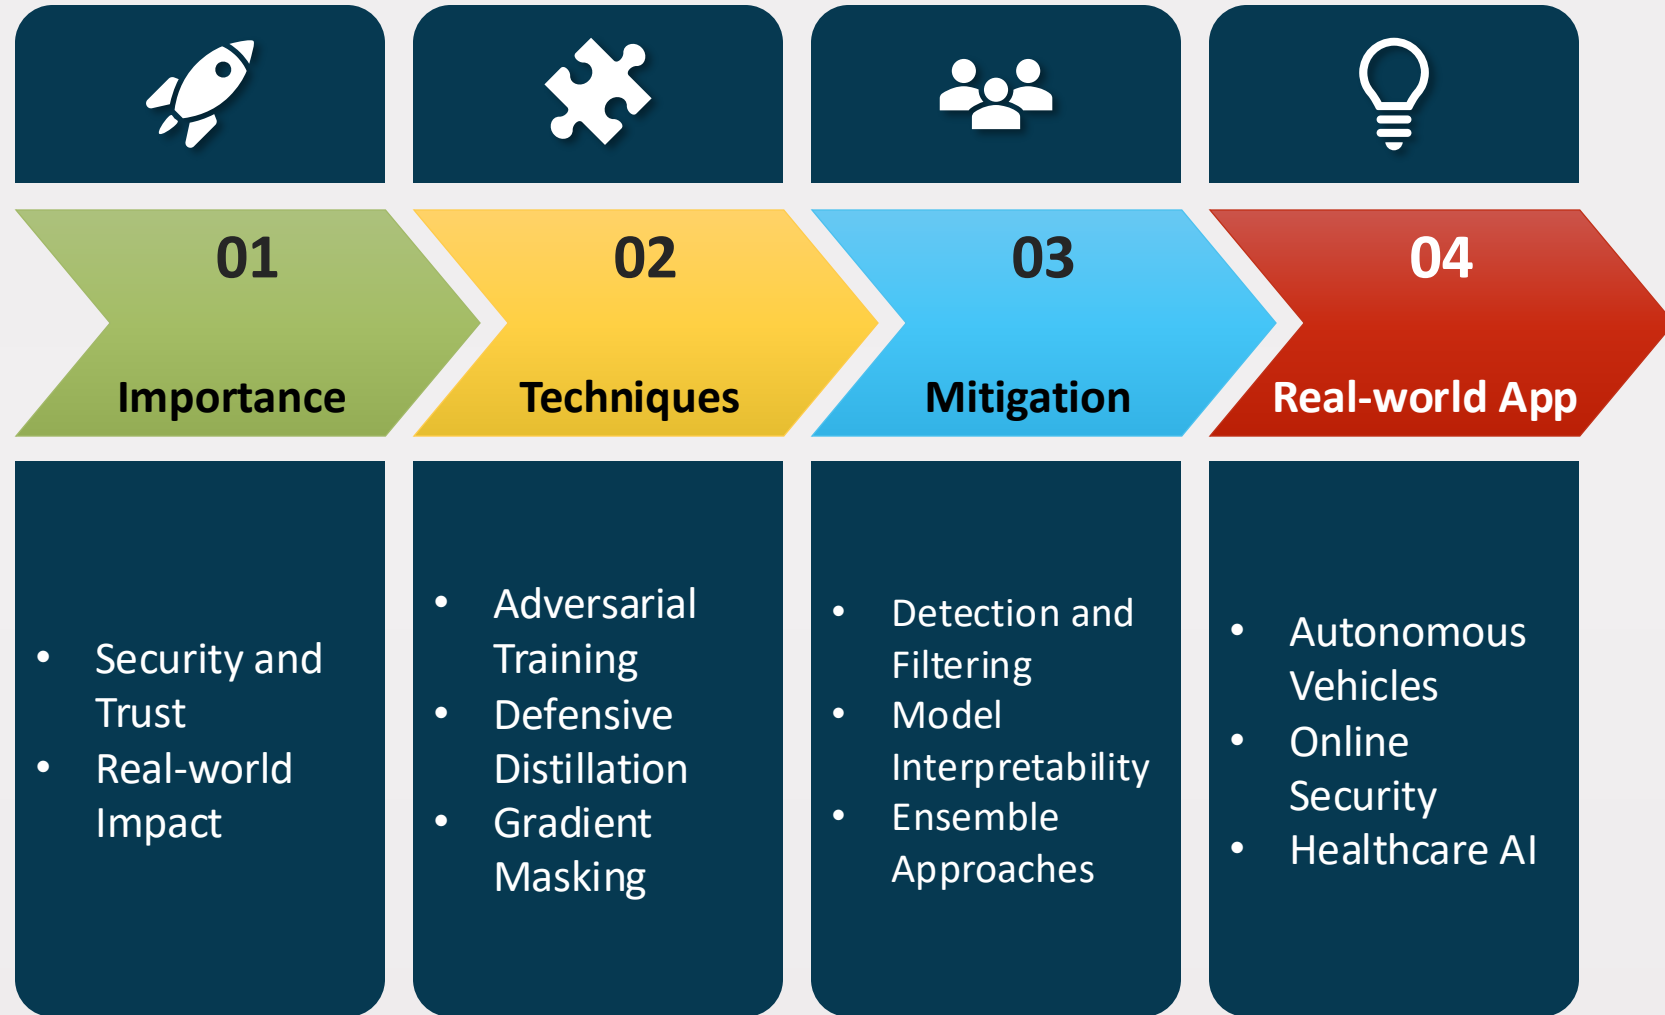 01
Importance
• Security and
Trust
• Real-world
Impact
02
Techniques
• Adversarial
Training
• Defensive
Distillation
• Gradient
Masking
03
Mitigation
• Detection and
Filtering
• Model
Interpretability
• Ensemble
Approaches
04
Real-world App
• Autonomous
Vehicles
• Online
Security
• Healthcare AI